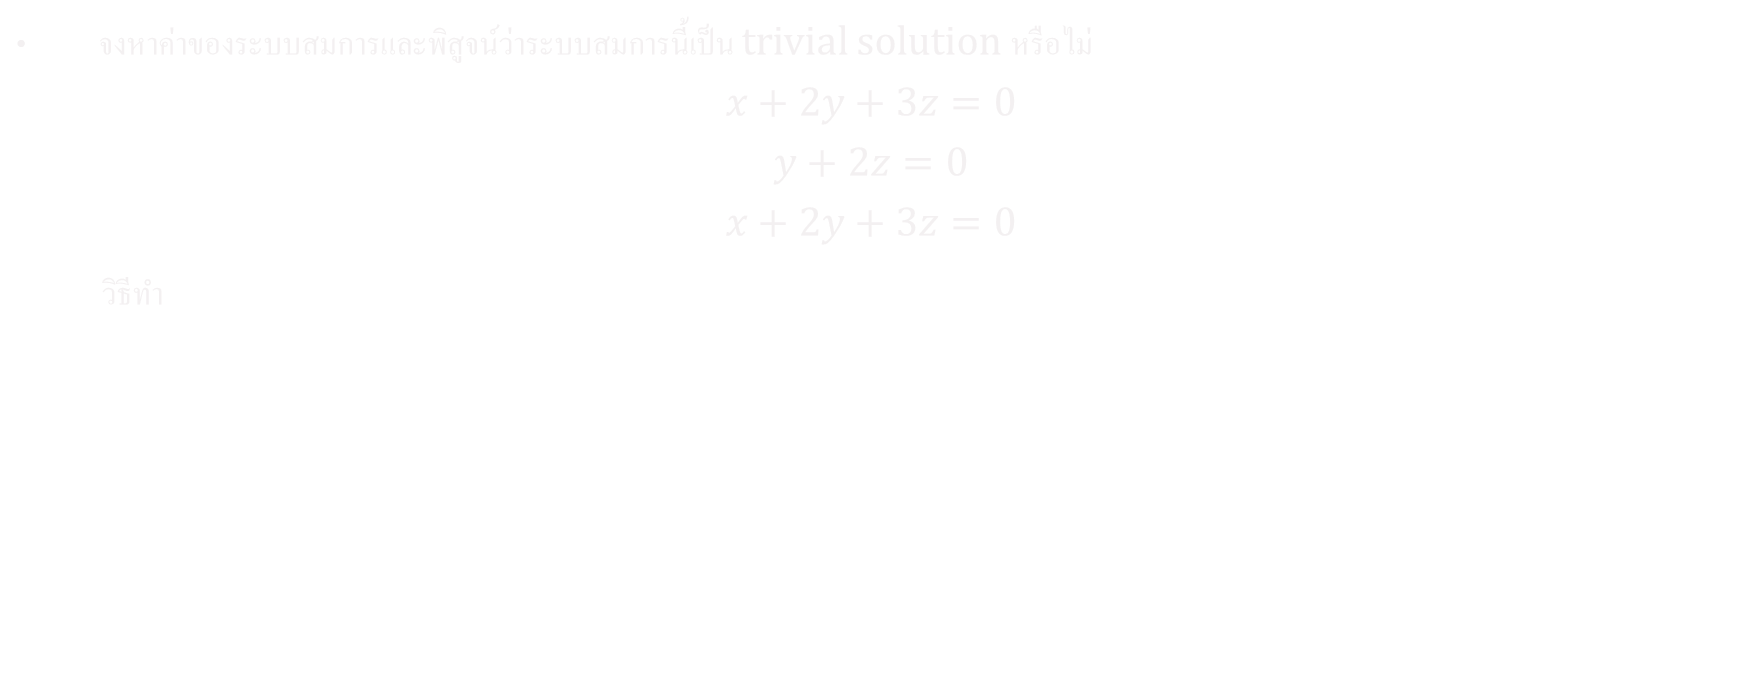 • จงหาค่าของระบบสมการและพิสูจน์ว่าระบบสมการนี้เป็น trivial solution หรือไม่
x + 2y + 3z = 0
y + 2z = 0
x + 2y + 3z = 0
วิธีทำ